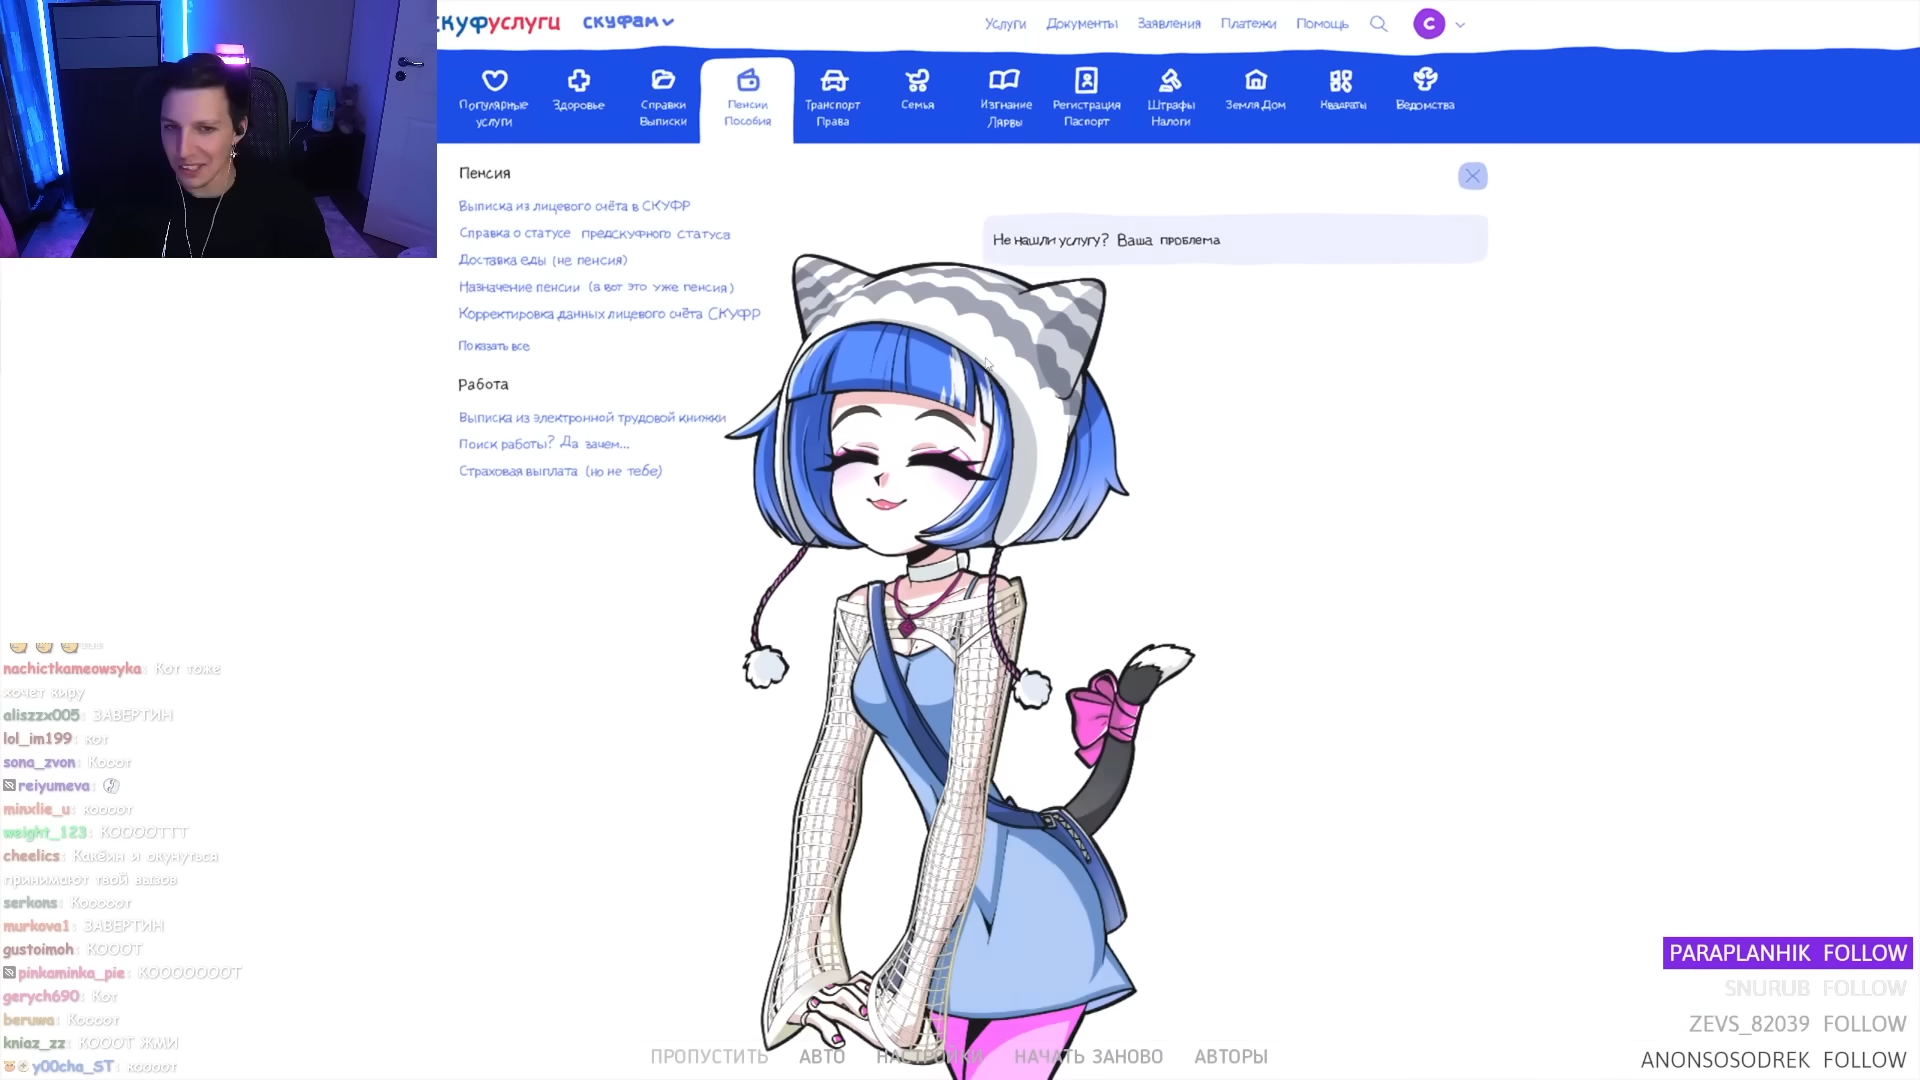 скуфуслуги
скуфам
Услуги
Документы
Заявления
Платежи
Помощь
С
Популярные
услуги
Здоровье
Справки
Выписки
Пенсии
Пособия
Транспорт
Права
Семья
Изгнание
Лярвы
Регистрация
Паспорт
Штрафы
Налоги
Земля Дом
Квадраты
Ведомства
Пенсия
Выписка из лицевого счёта в СКУФР
Справка о статусе предскуфного статуса
Доставка еды (не пенсия)
Назначение пенсии (а вот это уже пенсия)
Корректировка данных лицевого счёта СКУФР
Показать все
Работа
Выписка из электронной трудовой книжки
Поиск работы? Да зачем...
Страховая выплата (но не тебе)
Не нашли услугу? Ваша проблема
nachictkameowsyka: Кот тоже
хочет киру
aliszzx005: ЗАВЕРТИН
lol_im199: кот
sona_zvon: Кооот
reiyumeva:
minxlie_u: коооот
weight_123: КООООТТТ
cheelics: Какёин и окунуться
принимают твой вызов
serkons: Кооооот
murkova1: ЗАВЕРТИН
gustoimoh: КОООТ
pinkaminka_pie: КОООООООТ
gerych690: Кот
beruwa: Коооот
kniaz_zz: КОООТ ЖМИ
y00cha_ST: коооот
ПРОПУСТИТЬ
АВТО
НАСТРОЙКИ
НАЧАТЬ ЗАНОВО
АВТОРЫ
PARAPLANHIK FOLLOW
SNURUB FOLLOW
ZEVS_82039 FOLLOW
ANONSOSODREK FOLLOW